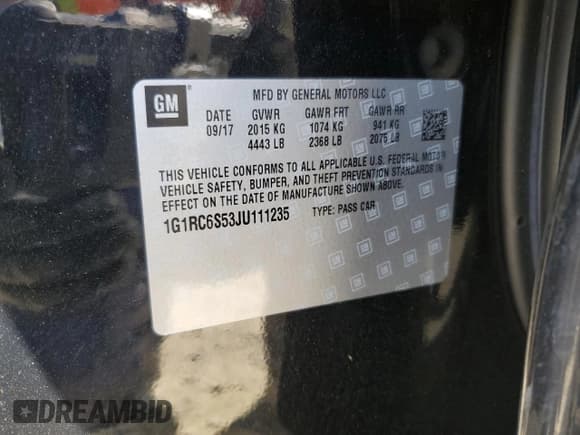 GM
MFD BY GENERAL MOTORS LLC
DATE GVWR GAWR FRT GAWR RR
09/17 2015 KG 1074 KG 941 KG
4443 LB 2368 LB 2075 LB
THIS VEHICLE CONFORMS TO ALL APPLICABLE U.S. FEDERAL MOTOR
VEHICLE SAFETY, BUMPER, AND THEFT PREVENTION STANDARDS IN
EFFECT ON THE DATE OF MANUFACTURE SHOWN ABOVE.
1G1RC6S53JU111235 TYPE: PASS CAR
DREAMBID